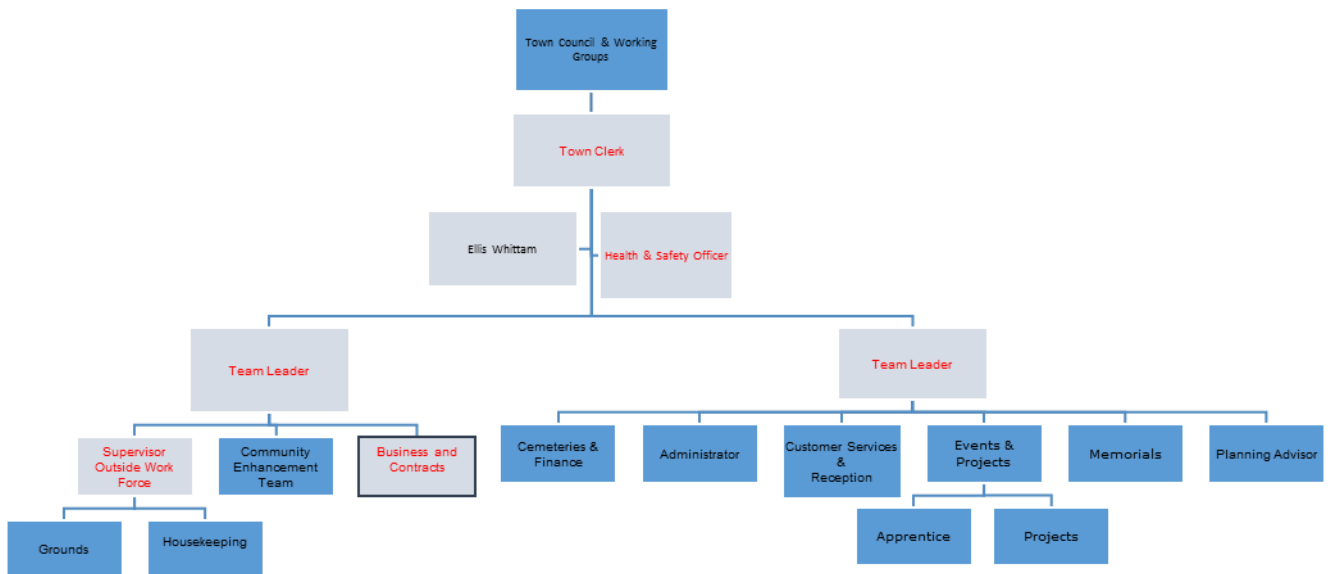 Town Council & Working
Groups
Town Clerk
Ellis Whittam
Health & Safety Officer
Team Leader
Team Leader
Supervisor
Outside Work
Force
Community
Enhancement
Team
Business and
Contracts
Cemeteries &
Finance
Administrator
Customer Services
&
Reception
Events &
Projects
Memorials
Planning Advisor
Grounds
Housekeeping
Apprentice
Projects